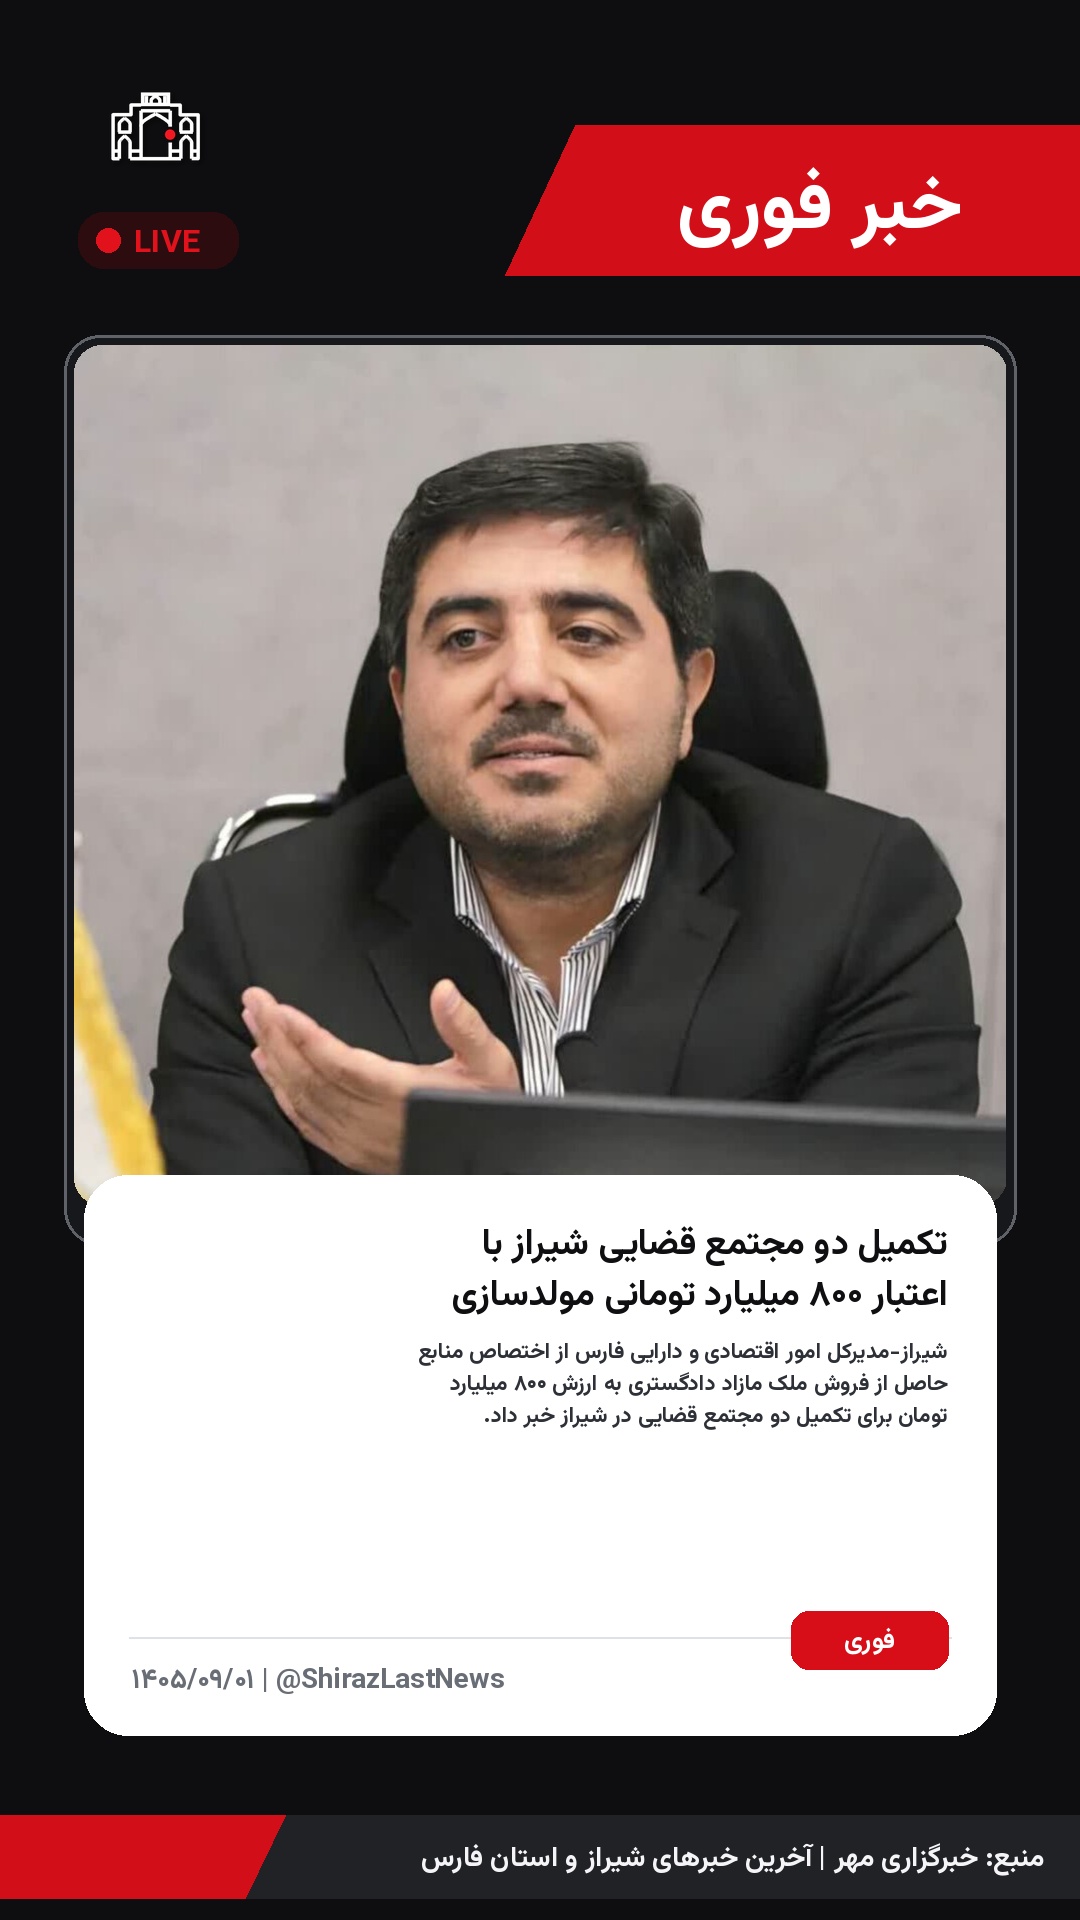 خبر فوری
LIVE
تکمیل دو مجتمع قضایی شیراز با
اعتبار ۸۰۰ میلیارد تومانی مولدسازی
شیراز-مدیرکل امور اقتصادی و دارایی فارس از اختصاص منابع
حاصل از فروش ملک مازاد دادگستری به ارزش ۸۰۰ میلیارد
تومان برای تکمیل دو مجتمع قضایی در شیراز خبر داد.
فوری
۱۴۰۵/۰۹/۰۱ | @ShirazLastNews
منبع: خبرگزاری مهر | آخرین خبرهای شیراز و استان فارس